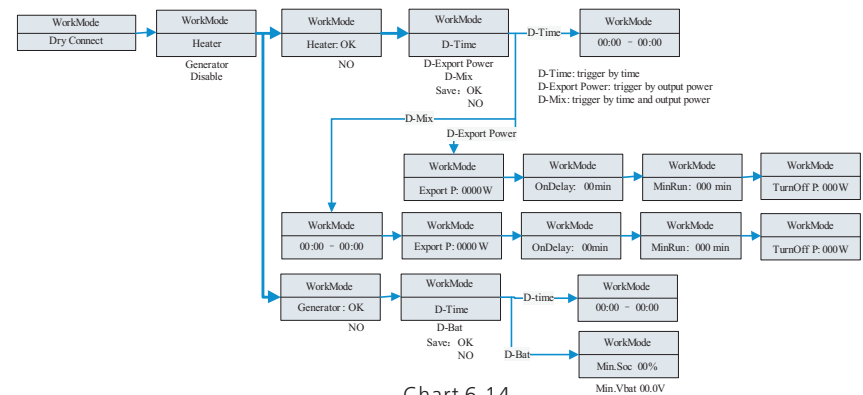 WorkMode
Dry Connect
WorkMode
Heater
Generator
Disable
WorkMode
Heater: OK
NO
WorkMode
D-Time
D-Export Power
D-Mix
Save: OK
NO
D-Time
WorkMode
00:00 - 00:00
D-Time: trigger by time
D-Export Power: trigger by output power
D-Mix: trigger by time and output power
D-Mix
D-Export Power
WorkMode
Export P: 0000W
WorkMode
OnDelay: 00min
WorkMode
MinRun: 000 min
WorkMode
TurnOff P: 000W
WorkMode
00:00 - 00:00
WorkMode
Export P: 0000W
WorkMode
OnDelay: 00min
WorkMode
MinRun: 000 min
WorkMode
TurnOff P: 000W
WorkMode
Generator: OK
NO
WorkMode
D-Time
D-Bat
Save: OK
NO
D-time
WorkMode
00:00 - 00:00
D-Bat
WorkMode
Min.Soc 00%
Min.Vbat 00.0V
Chart 6.14